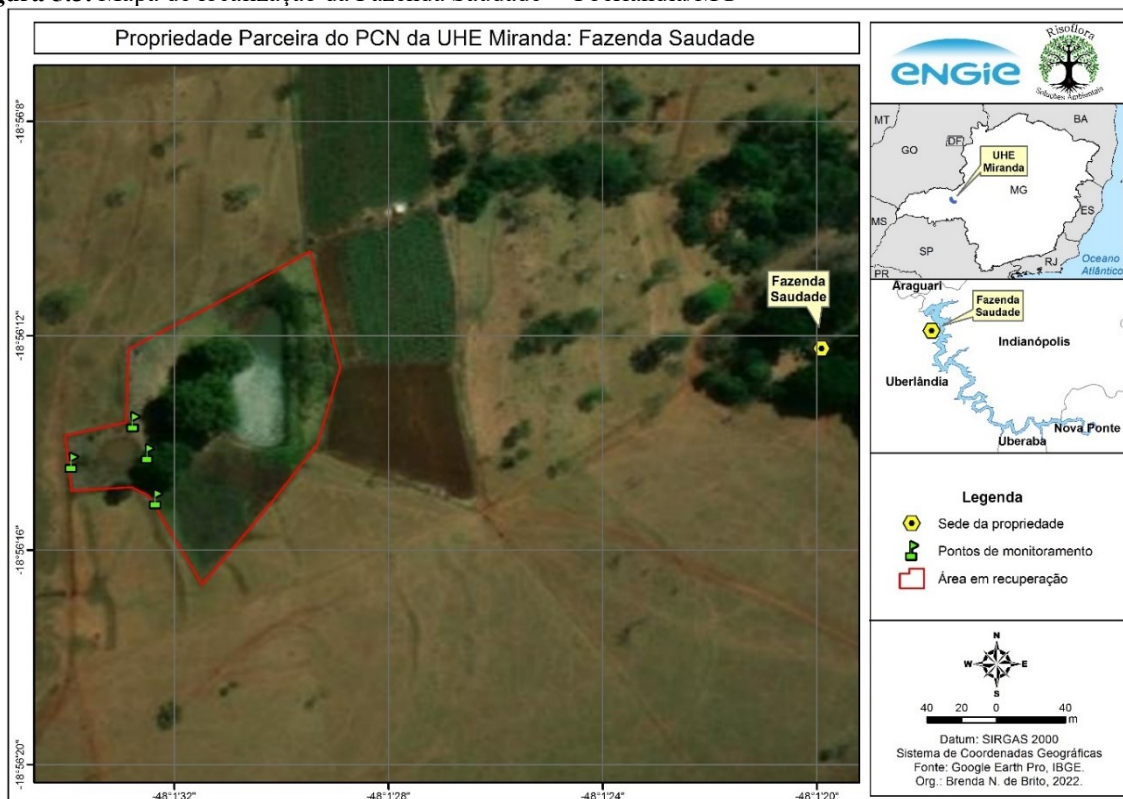 Propriedade Parceira do PCN da UHE Miranda: Fazenda Saudade
-18°56'8"
-18°56'12"
-18°56'16"
-18°56'20"
-48°1'32"
-48°1'28"
-48°1'24"
-48°1'20"
Fazenda
Saudade
ENGIE
Risoflora
Soluções Ambientais
MT
BA
GO
DF
UHE
Miranda
MG
MS
ES
SP
RJ
PR
Oceano
Atlântico
Araguari
Fazenda
Saudade
Indianópolis
Uberlândia
Nova Ponte
Uberaba
Legenda
Sede da propriedade
Pontos de monitoramento
Área em recuperação
N
W
E
S
40 20 0 40
m
Datum: SIRGAS 2000
Sistema de Coordenadas Geográficas
Fonte: Google Earth Pro, IBGE.
Org.: Brenda N. de Brito, 2022.